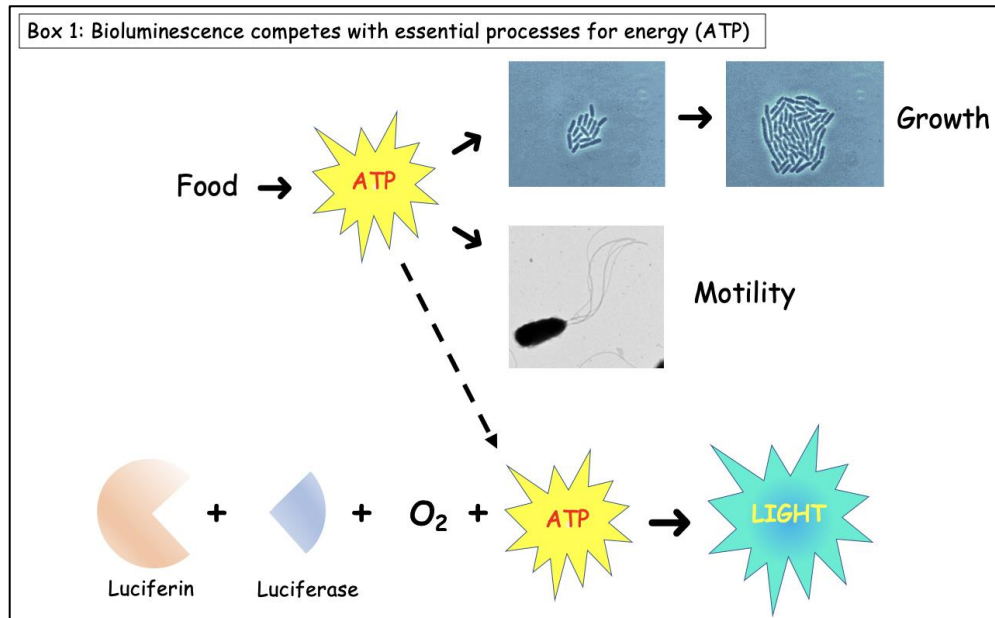 Box 1: Bioluminescence competes with essential processes for energy (ATP)
Growth
Food
ATP
Motility
+
+
O₂
+
ATP
LIGHT
Luciferin
Luciferase